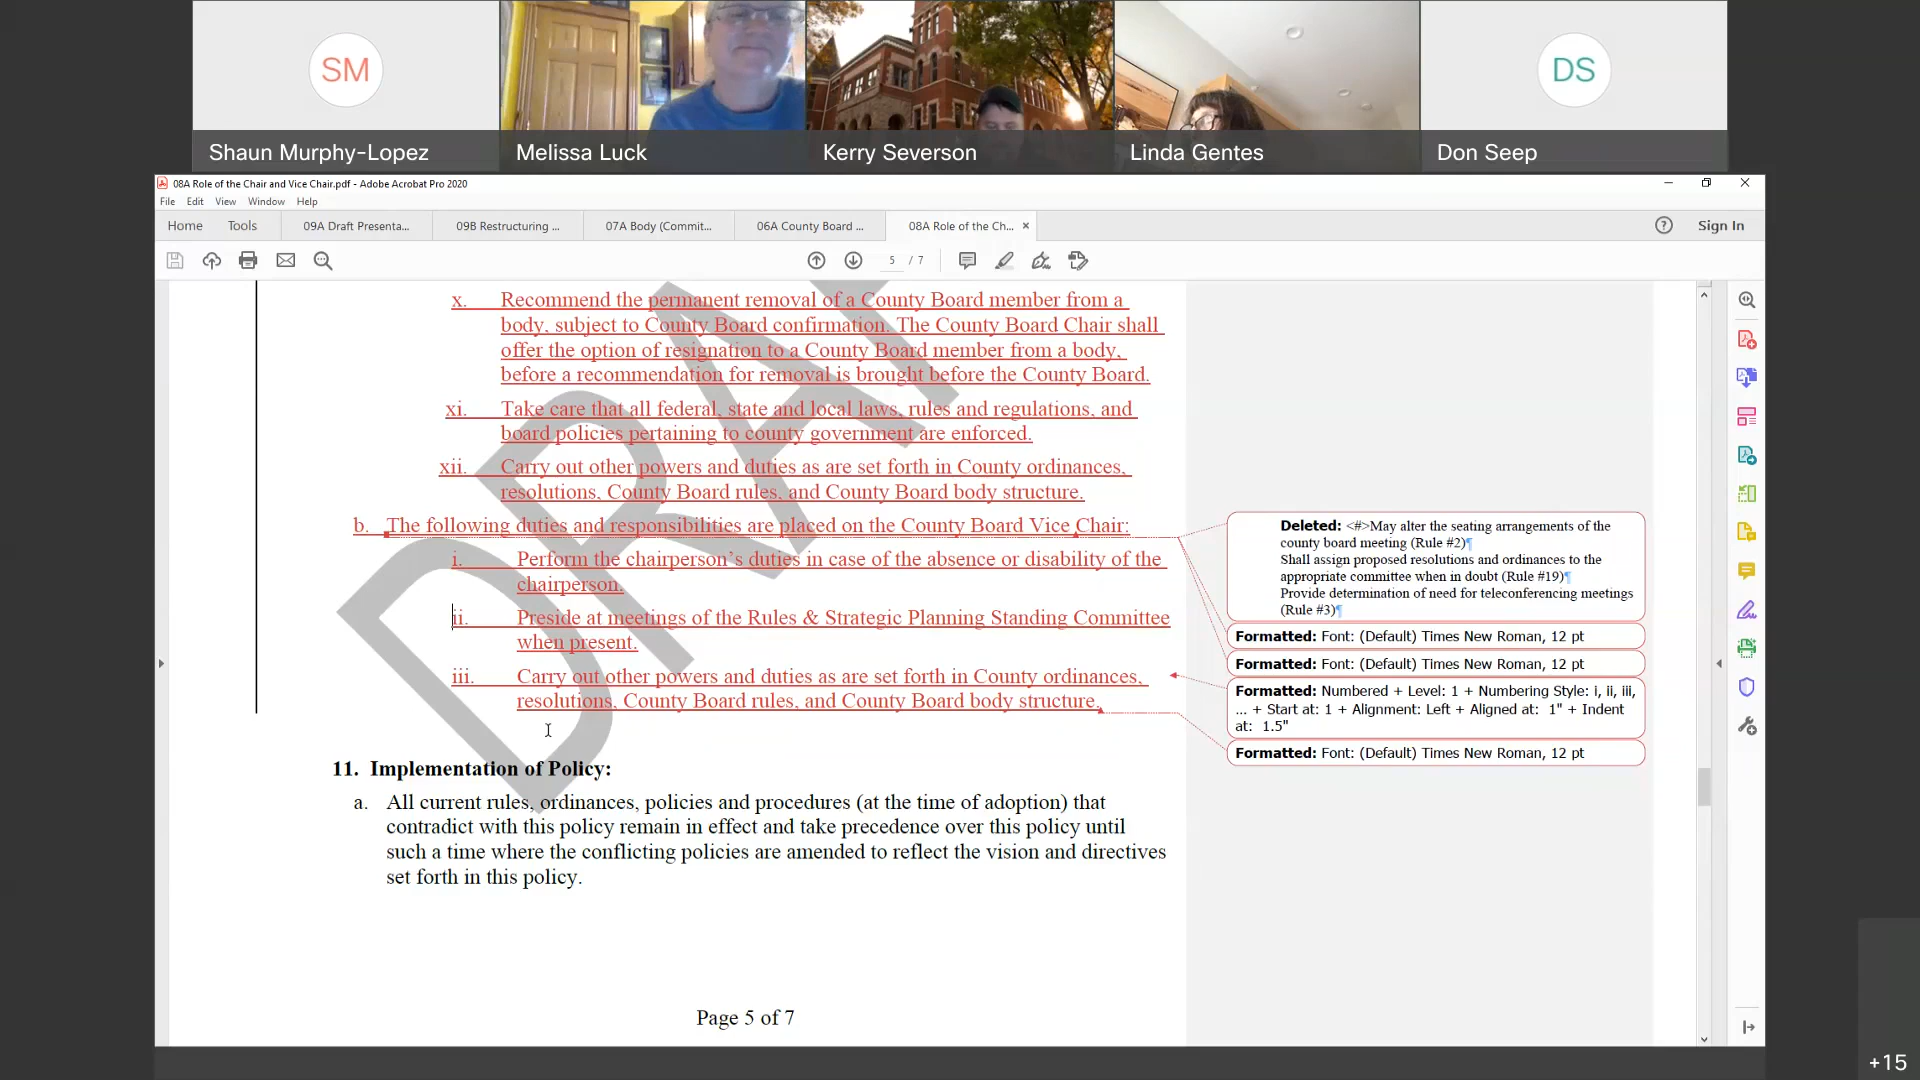 SM
DS
Shaun Murphy-Lopez
Melissa Luck
Kerry Severson
Linda Gentes
Don Seep
08A Role of the Chair and Vice Chair.pdf - Adobe Acrobat Pro 2020
File Edit View Window Help
Home Tools 09A Draft Presenta... 09B Restructuring ... 07A Body (Commit... 06A County Board ... 08A Role of the Ch... × Sign In
5 / 7
x. Recommend the permanent removal of a County Board member from a
body, subject to County Board confirmation. The County Board Chair shall
offer the option of resignation to a County Board member from a body,
before a recommendation for removal is brought before the County Board.
xi. Take care that all federal, state and local laws, rules and regulations, and
board policies pertaining to county government are enforced.
xii. Carry out other powers and duties as are set forth in County ordinances,
resolutions, County Board rules, and County Board body structure.
b. The following duties and responsibilities are placed on the County Board Vice Chair:
i. Perform the chairperson’s duties in case of the absence or disability of the
chairperson.
ii. Preside at meetings of the Rules & Strategic Planning Standing Committee
when present.
iii. Carry out other powers and duties as are set forth in County ordinances,
resolutions, County Board rules, and County Board body structure.
11. Implementation of Policy:
a. All current rules, ordinances, policies and procedures (at the time of adoption) that
contradict with this policy remain in effect and take precedence over this policy until
such a time where the conflicting policies are amended to reflect the vision and directives
set forth in this policy.
Page 5 of 7
DRAF
Deleted: <#>May alter the seating arrangements of the
county board meeting (Rule #2)¶
Shall assign proposed resolutions and ordinances to the
appropriate committee when in doubt (Rule #19)¶
Provide determination of need for teleconferencing meetings
(Rule #3)¶
Formatted: Font: (Default) Times New Roman, 12 pt
Formatted: Font: (Default) Times New Roman, 12 pt
Formatted: Numbered + Level: 1 + Numbering Style: i, ii, iii,
... + Start at: 1 + Alignment: Left + Aligned at: 1" + Indent
at: 1.5"
Formatted: Font: (Default) Times New Roman, 12 pt
+15